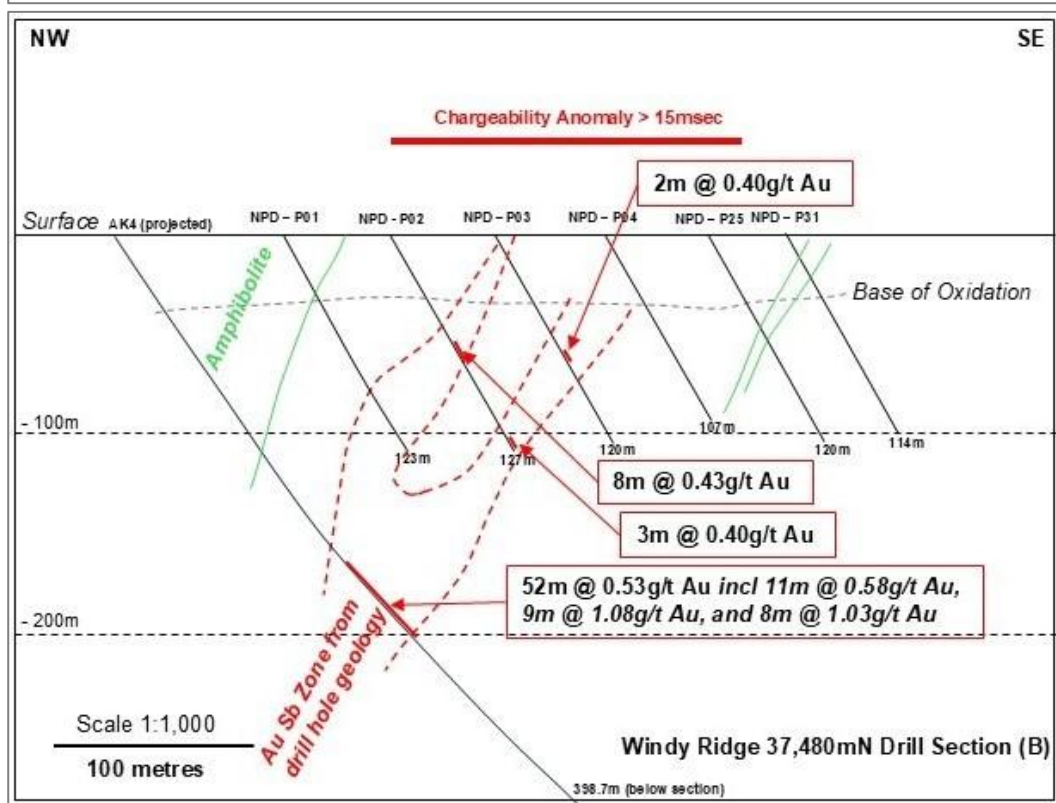 NW
SE
Chargeability Anomaly > 15msec
2m @ 0.40g/t Au
Surface AK4 (projected)
NPD - P01
NPD - P02
NPD - P03
NPD - P04
NPD - P25
NPD - P31
Base of Oxidation
Amphibolite
- 100m
123m
127m
120m
107m
120m
114m
8m @ 0.43g/t Au
3m @ 0.40g/t Au
52m @ 0.53g/t Au incl 11m @ 0.58g/t Au,
9m @ 1.08g/t Au, and 8m @ 1.03g/t Au
- 200m
Au Sb Zone from
drill hole geology
Scale 1:1,000
100 metres
Windy Ridge 37,480mN Drill Section (B)
398.7m (below section)